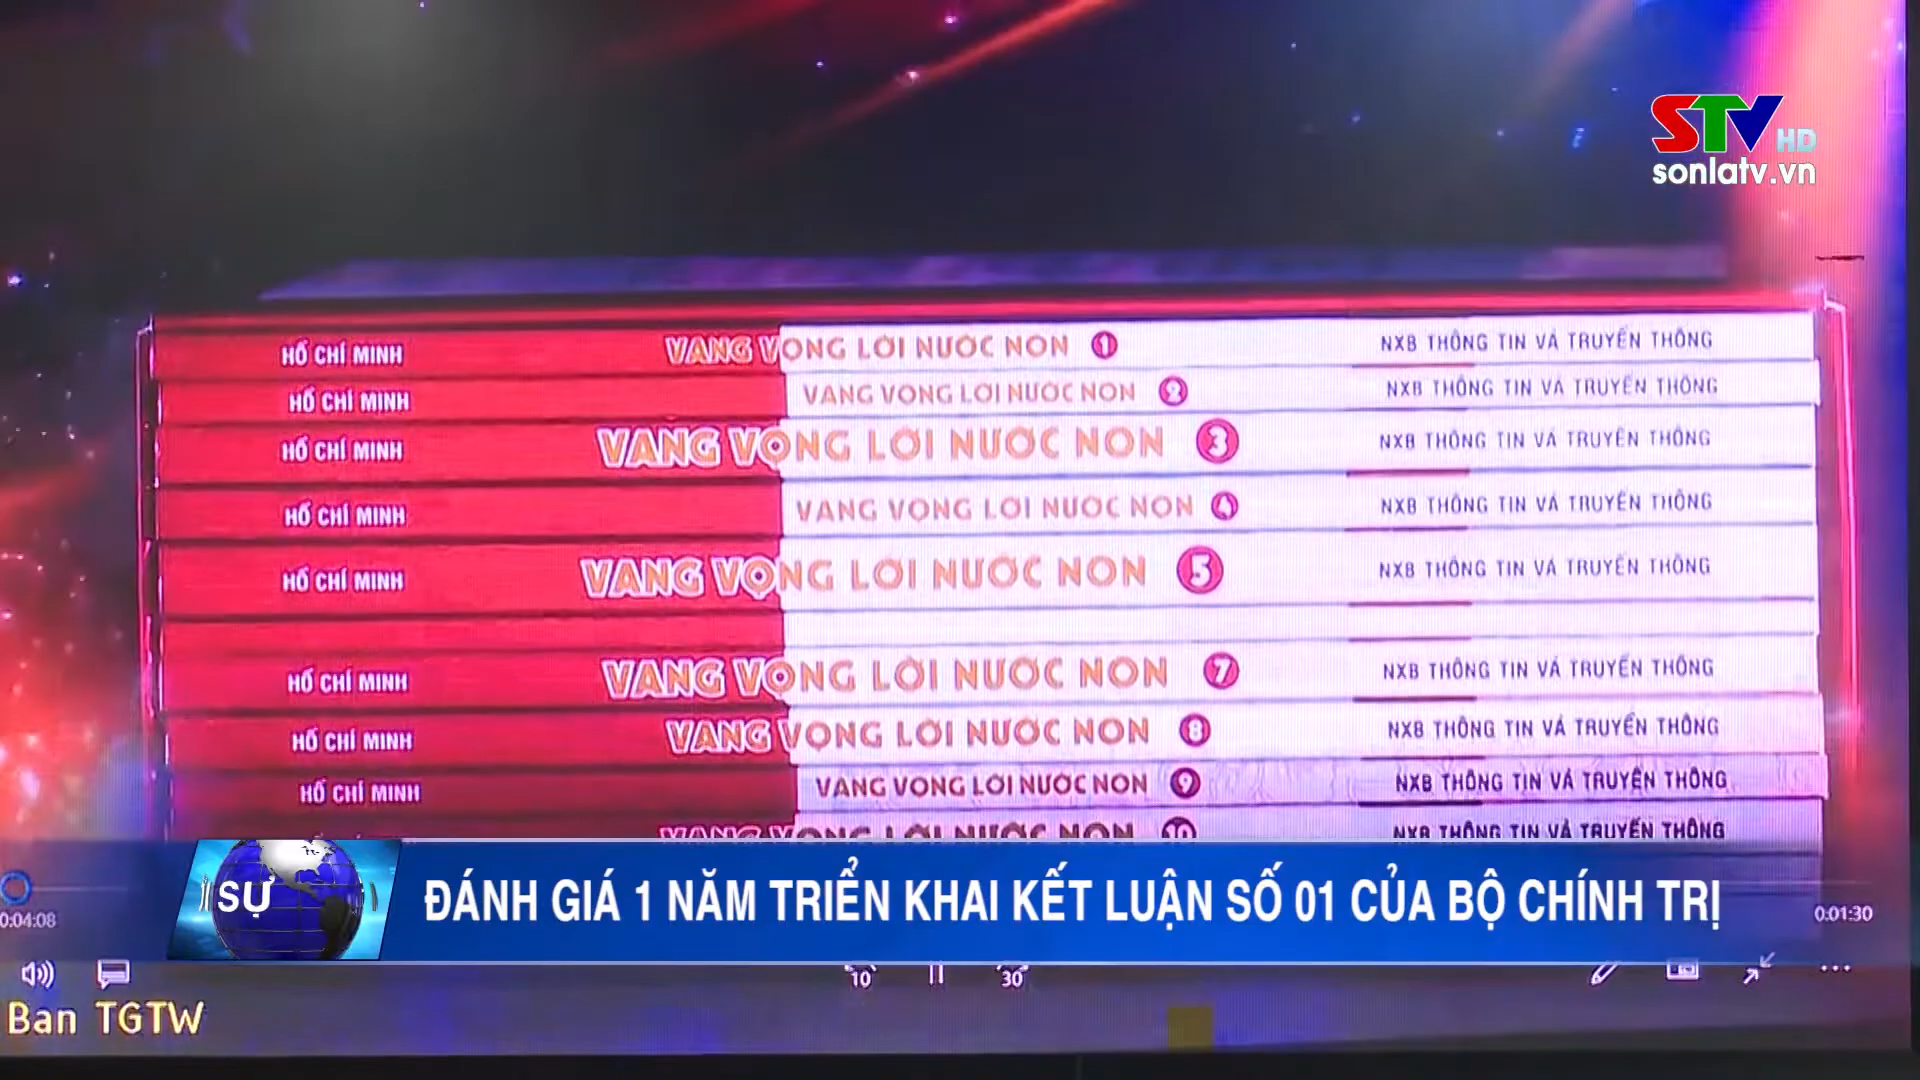 STV HD
sonlatv.vn
HỒ CHÍ MINH VANG VỌNG LỜI NƯỚC NON 1 NXB THÔNG TIN VÀ TRUYỀN THÔNG
HỒ CHÍ MINH VANG VỌNG LỜI NƯỚC NON 2 NXB THÔNG TIN VÀ TRUYỀN THÔNG
HỒ CHÍ MINH VANG VỌNG LỜI NƯỚC NON 3 NXB THÔNG TIN VÀ TRUYỀN THÔNG
HỒ CHÍ MINH VANG VỌNG LỜI NƯỚC NON 4 NXB THÔNG TIN VÀ TRUYỀN THÔNG
HỒ CHÍ MINH VANG VỌNG LỜI NƯỚC NON 5 NXB THÔNG TIN VÀ TRUYỀN THÔNG
HỒ CHÍ MINH VANG VỌNG LỜI NƯỚC NON 7 NXB THÔNG TIN VÀ TRUYỀN THÔNG
HỒ CHÍ MINH VANG VỌNG LỜI NƯỚC NON 8 NXB THÔNG TIN VÀ TRUYỀN THÔNG
HỒ CHÍ MINH VANG VỌNG LỜI NƯỚC NON 9 NXB THÔNG TIN VÀ TRUYỀN THÔNG
VANG VỌNG LỜI NƯỚC NON 10 NXB THÔNG TIN VÀ TRUYỀN THÔNG
SỰ ĐÁNH GIÁ 1 NĂM TRIỂN KHAI KẾT LUẬN SỐ 01 CỦA BỘ CHÍNH TRỊ
0:04:08 0:01:30
10 30
Ban TGTW